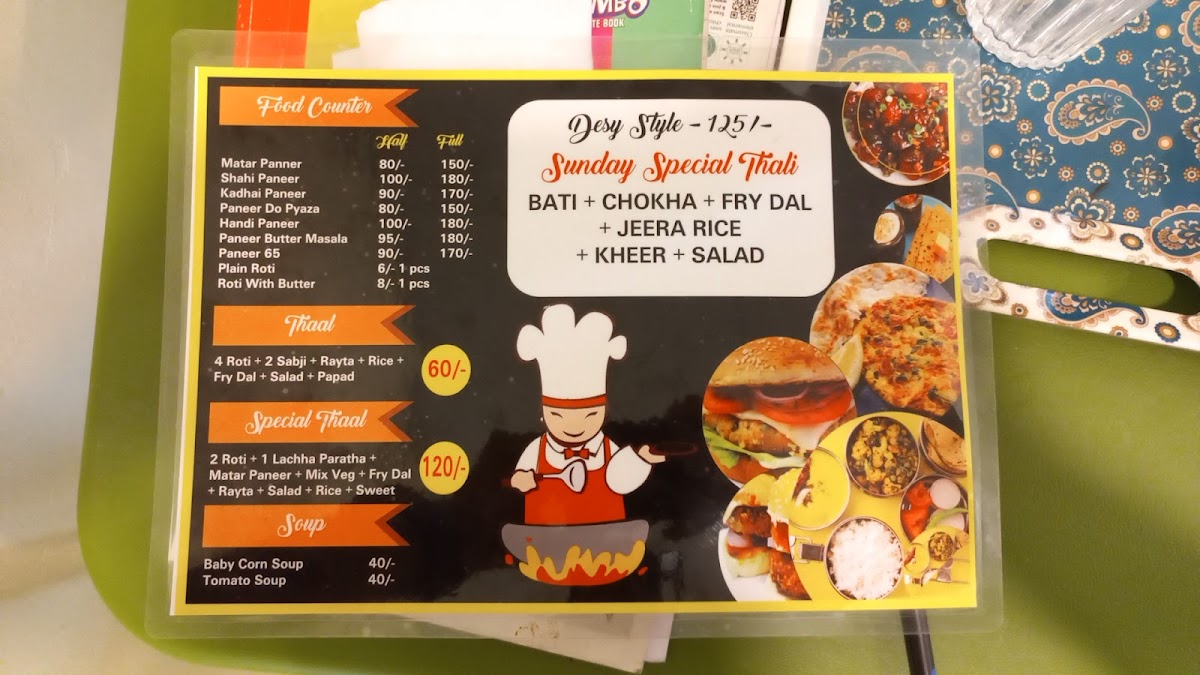 MBO
TE BOOK
Food Counter
Half Full
Matar Panner 80/- 150/-
Shahi Paneer 100/- 180/-
Kadhai Paneer 90/- 170/-
Paneer Do Pyaza 80/- 150/-
Handi Paneer 100/- 180/-
Paneer Butter Masala 95/- 180/-
Paneer 65 90/- 170/-
Plain Roti 6/- 1 pcs
Roti With Butter 8/- 1 pcs
Thaal
4 Roti + 2 Sabji + Rayta + Rice +
Fry Dal + Salad + Papad
60/-
Special Thaal
2 Roti + 1 Lachha Paratha +
Matar Paneer + Mix Veg + Fry Dal
+ Rayta + Salad + Rice + Sweet
120/-
Soup
Baby Corn Soup 40/-
Tomato Soup 40/-
Desy Style - 125/-
Sunday Special Thali
BATI + CHOKHA + FRY DAL
+ JEERA RICE
+ KHEER + SALAD